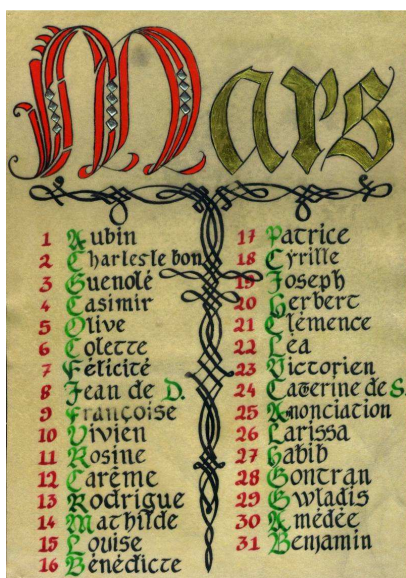 Mars
1 Aubin
2 Charles-le bon
3 Guenolé
4 Casimir
5 Olive
6 Colette
7 Félicité
8 Jean de D.
9 Françoise
10 Vivien
11 Rosine
12 Carême
13 Rodrigue
14 Mathilde
15 Louise
16 Bénédicte
17 Patrice
18 Cyrille
19 Joseph
20 Herbert
21 Clémence
22 Léa
23 Victorien
24 Caterine de S.
25 Anonciation
26 Larissa
27 Habib
28 Gontran
29 Gwladis
30 Amédée
31 Benjamin